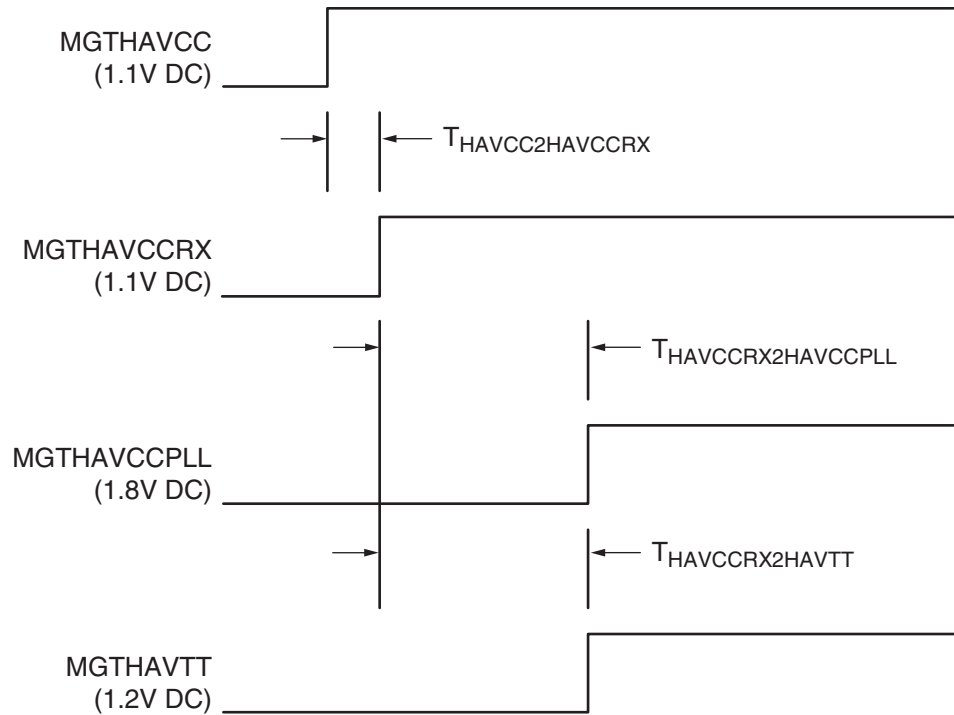 MGTHAVCC
(1.1V DC)
THAVCC2HAVCCRX
MGTHAVCCRX
(1.1V DC)
THAVCCRX2HAVCCPLL
MGTHAVCCPLL
(1.8V DC)
THAVCCRX2HAVTT
MGTHAVTT
(1.2V DC)